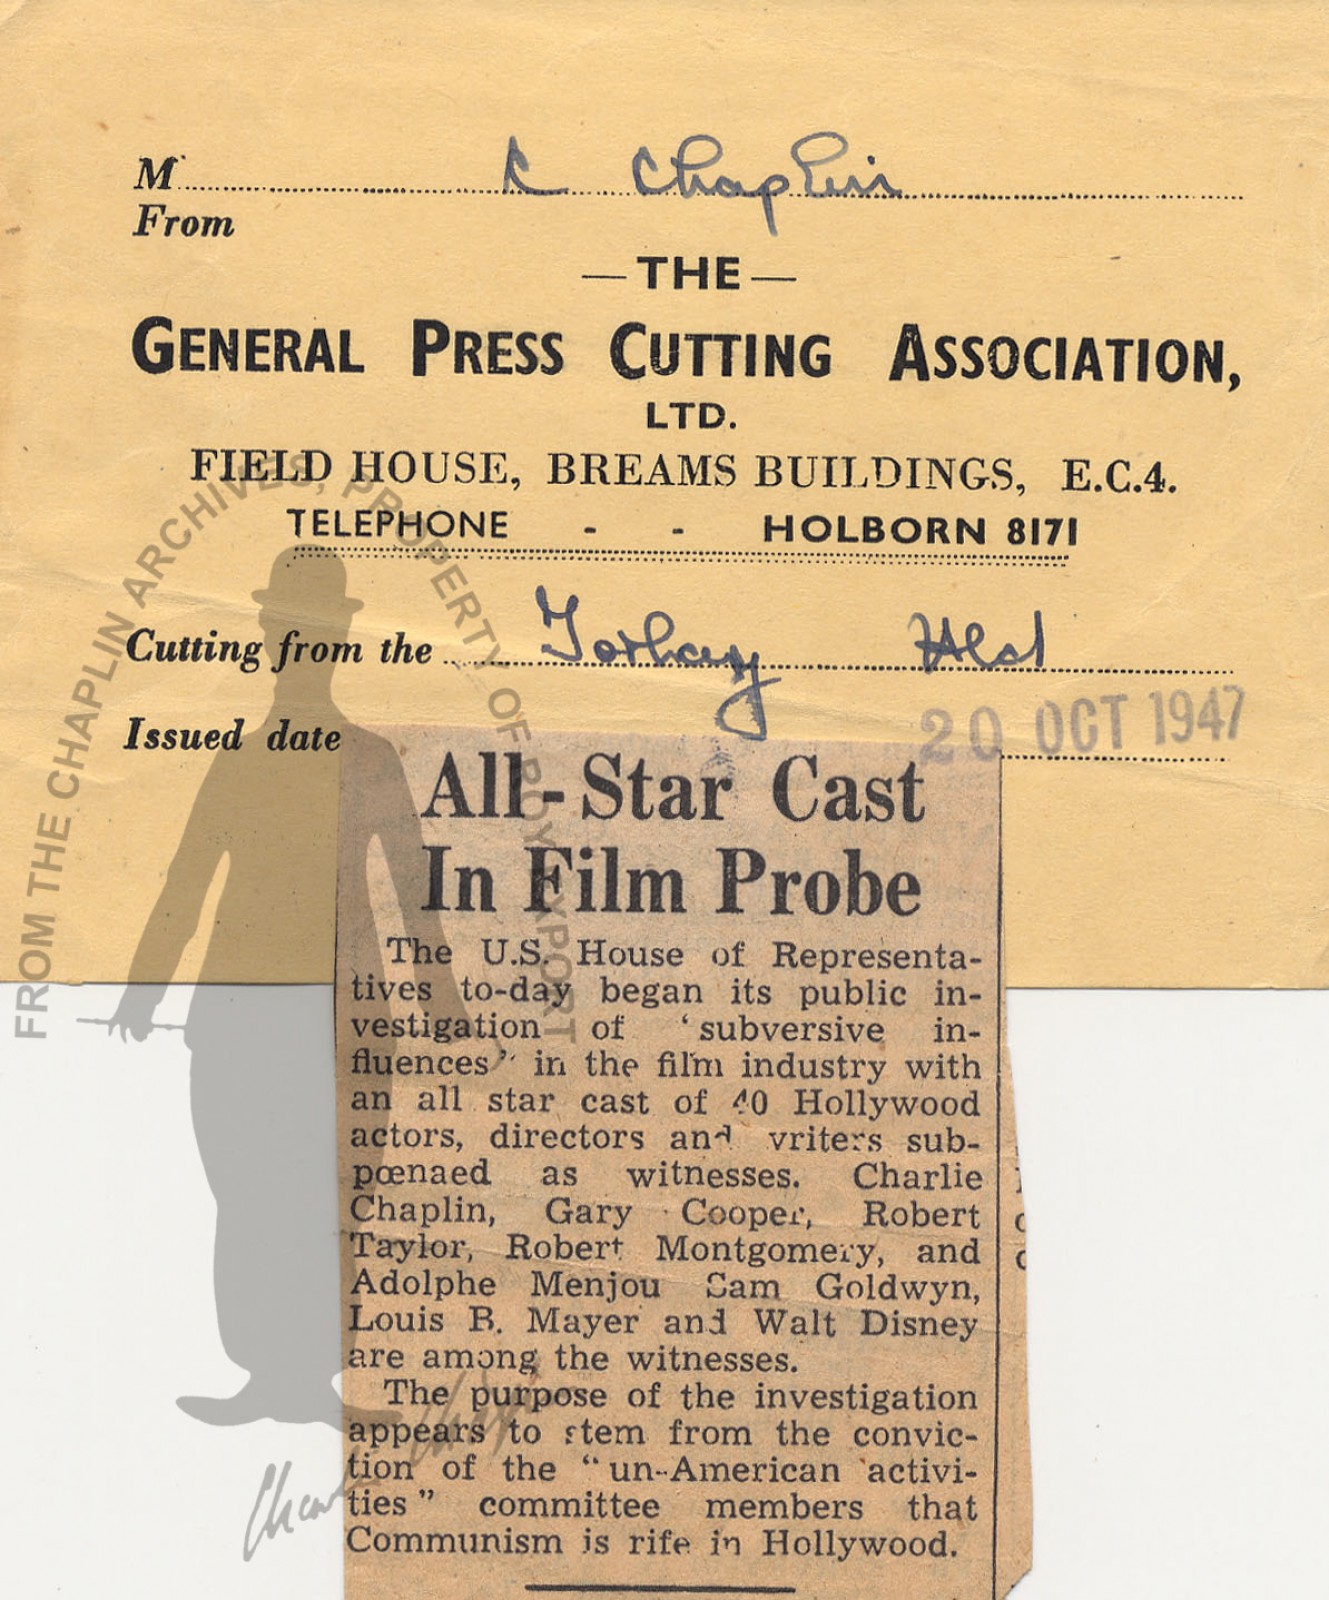 M C Chaplin
From
— THE —
GENERAL PRESS CUTTING ASSOCIATION,
LTD.
FIELD HOUSE, BREAMS BUILDINGS, E.C.4.
TELEPHONE - - HOLBORN 8171
Cutting from the Torbay
Issued date 20 OCT 1947
All-Star Cast
In Film Probe
The U.S. House of Representa-
tives to-day began its public in-
vestigation of ‘subversive in-
fluences” in the film industry with
an all star cast of 40 Hollywood
actors, directors and writers sub-
pœnaed as witnesses. Charlie
Chaplin, Gary Cooper, Robert
Taylor, Robert Montgomery, and
Adolphe Menjou Sam Goldwyn,
Louis B. Mayer and Walt Disney
are among the witnesses.
The purpose of the investigation
appears to stem from the convic-
tion of the “un-American activi-
ties” committee members that
Communism is rife in Hollywood.
FROM THE CHAPLIN ARCHIVES, PROPERTY OF ROY EXPORT
Charlie Chaplin